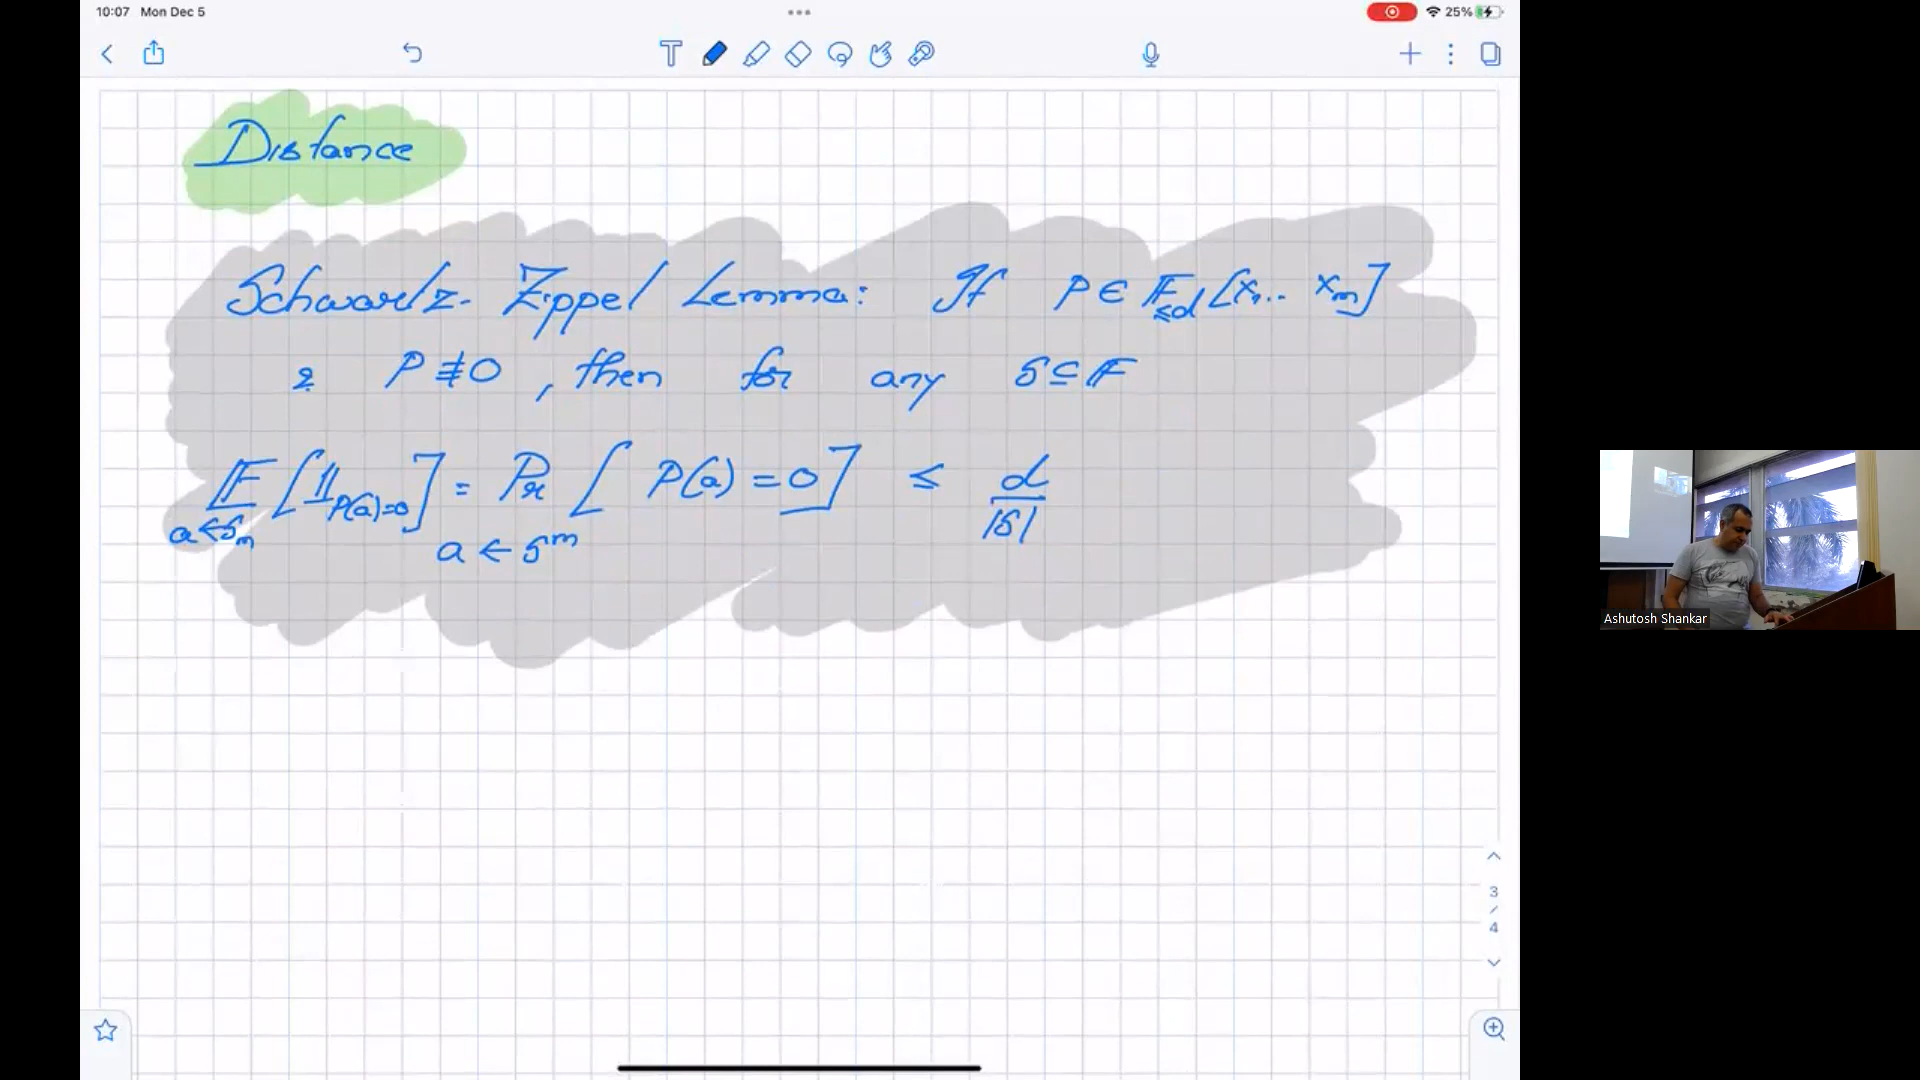 10:07 Mon Dec 5
25%
Distance
Schwartz-Zippel Lemma: If P ∈ 𝔽≤d[x1.. xm]
& P ≢ 0, then for any S ⊆ 𝔽
𝔼a←Sm [𝟙P(a)=0] = Pr a←S^m [P(a) = 0] ≤ d/|S|
Ashutosh Shankar
3
/
4